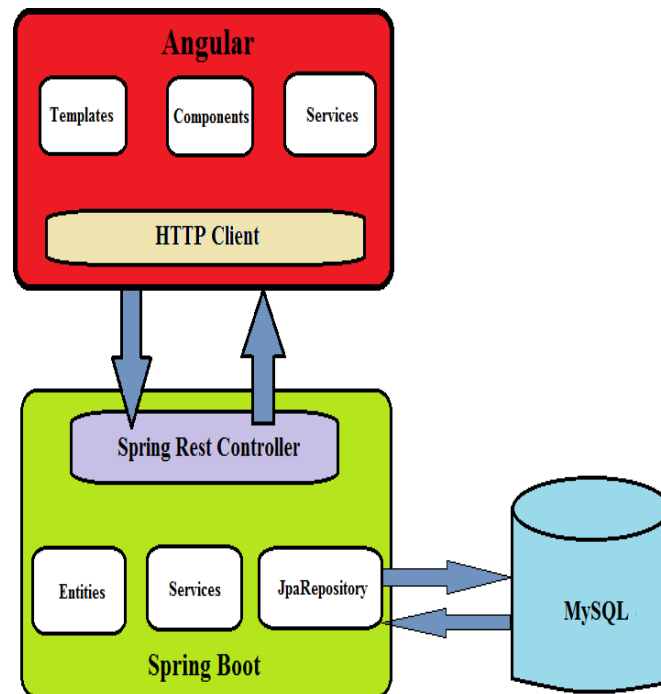 Angular
Templates
Components
Services
HTTP Client
Spring Rest Controller
Entities
Services
JpaRepository
MySQL
Spring Boot